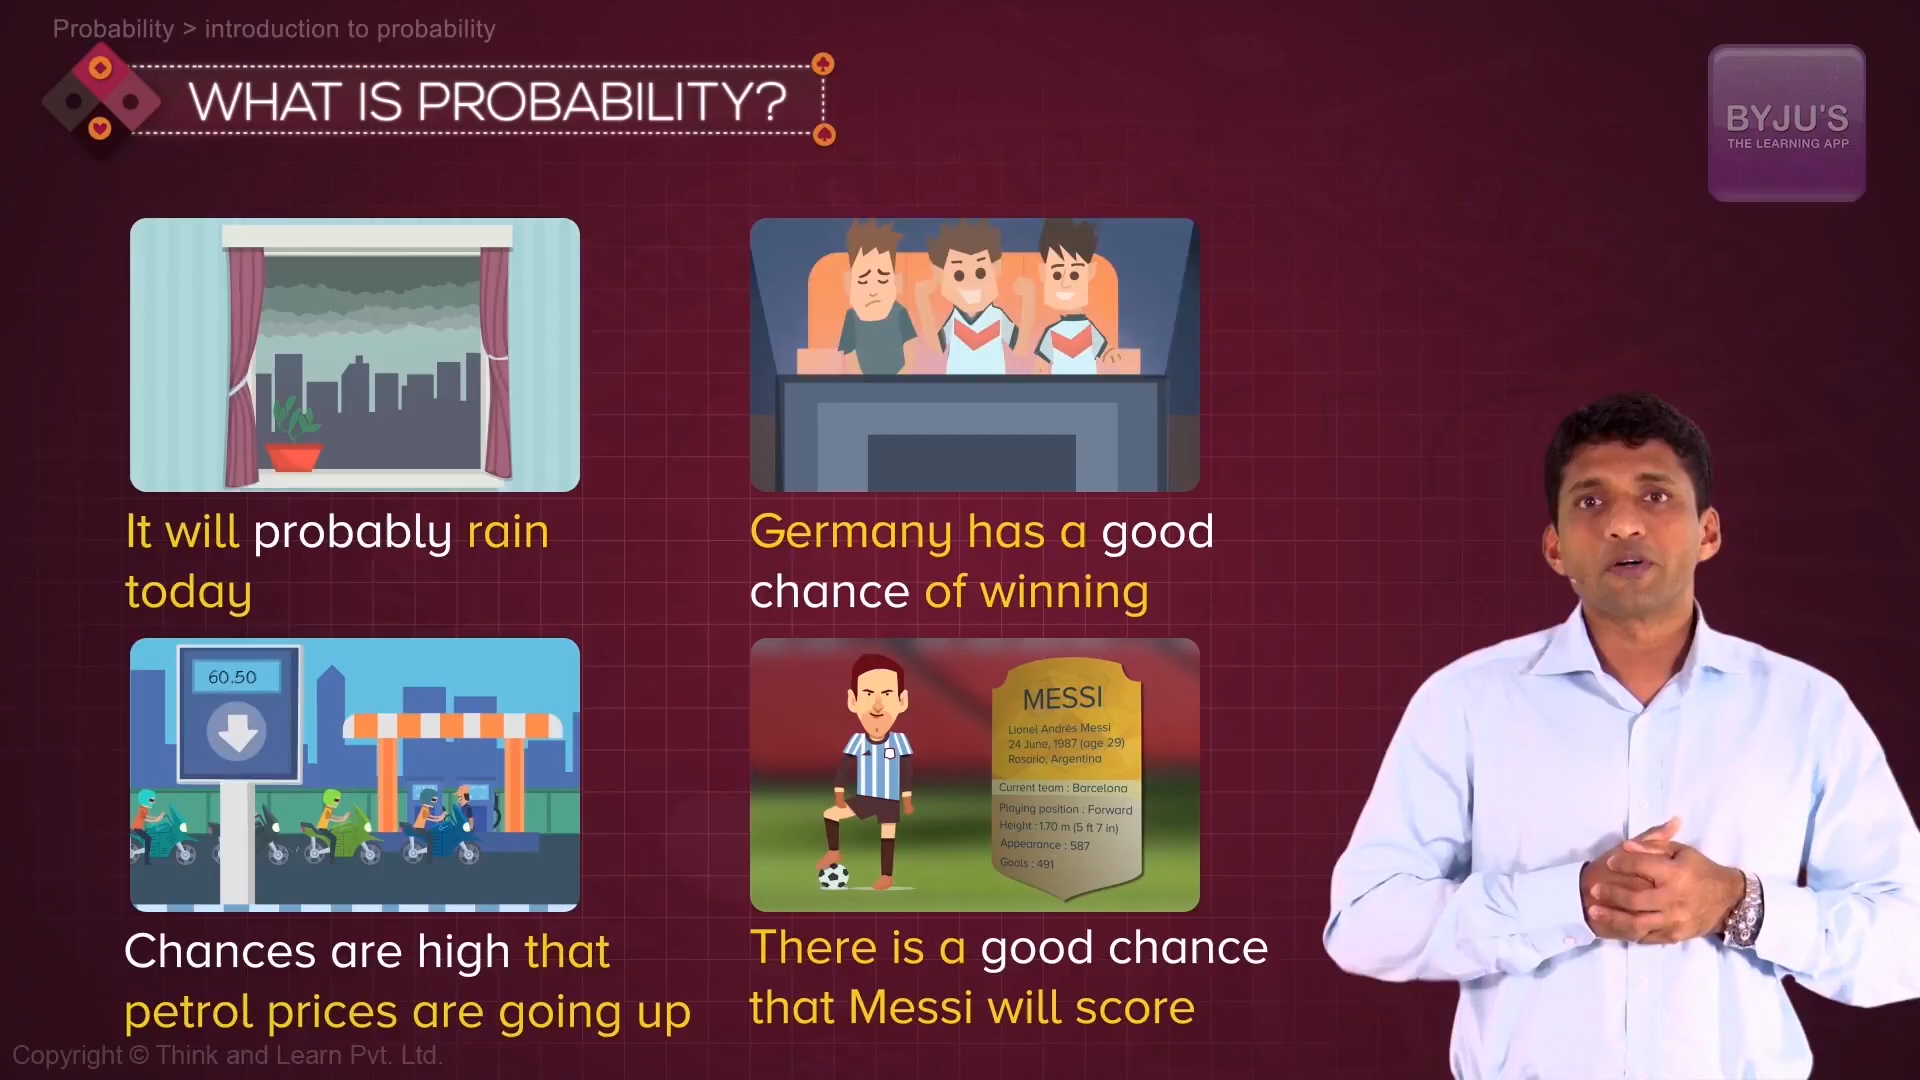 Probability > introduction to probability
WHAT IS PROBABILITY?
BYJU'S
THE LEARNING APP
It will probably rain
today
Germany has a good
chance of winning
60.50
MESSI
Lionel Andrés Messi
24 June, 1987 (age 29)
Rosario, Argentina
Current team : Barcelona
Playing position : Forward
Height : 1.70 m (5 ft 7 in)
Appearance : 587
Goals : 491
Chances are high that
petrol prices are going up
There is a good chance
that Messi will score
Copyright © Think and Learn Pvt. Ltd.